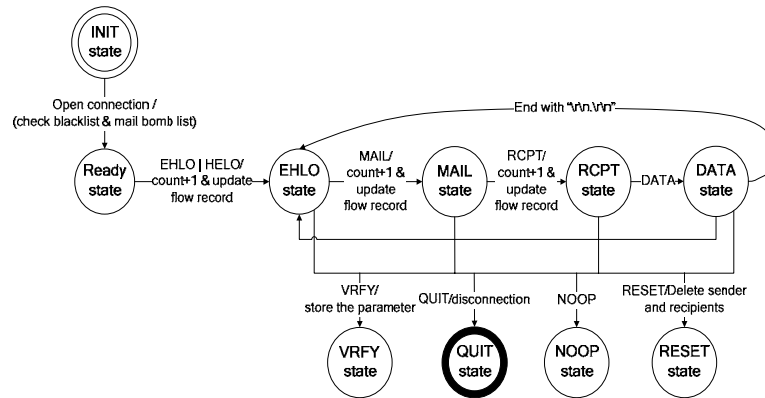 INIT
state
Open connection /
(check blacklist & mail bomb list)
End with "\r\n.\r\n"
Ready
state
EHLO | HELO/
count+1 & update
flow record
EHLO
state
MAIL/
count+1 &
update
flow record
MAIL
state
RCPT/
count+1 &
update
flow record
RCPT
state
DATA
DATA
state
VRFY/
store the parameter
QUIT/disconnection
NOOP
RESET/Delete sender
and recipients
VRFY
state
QUIT
state
NOOP
state
RESET
state